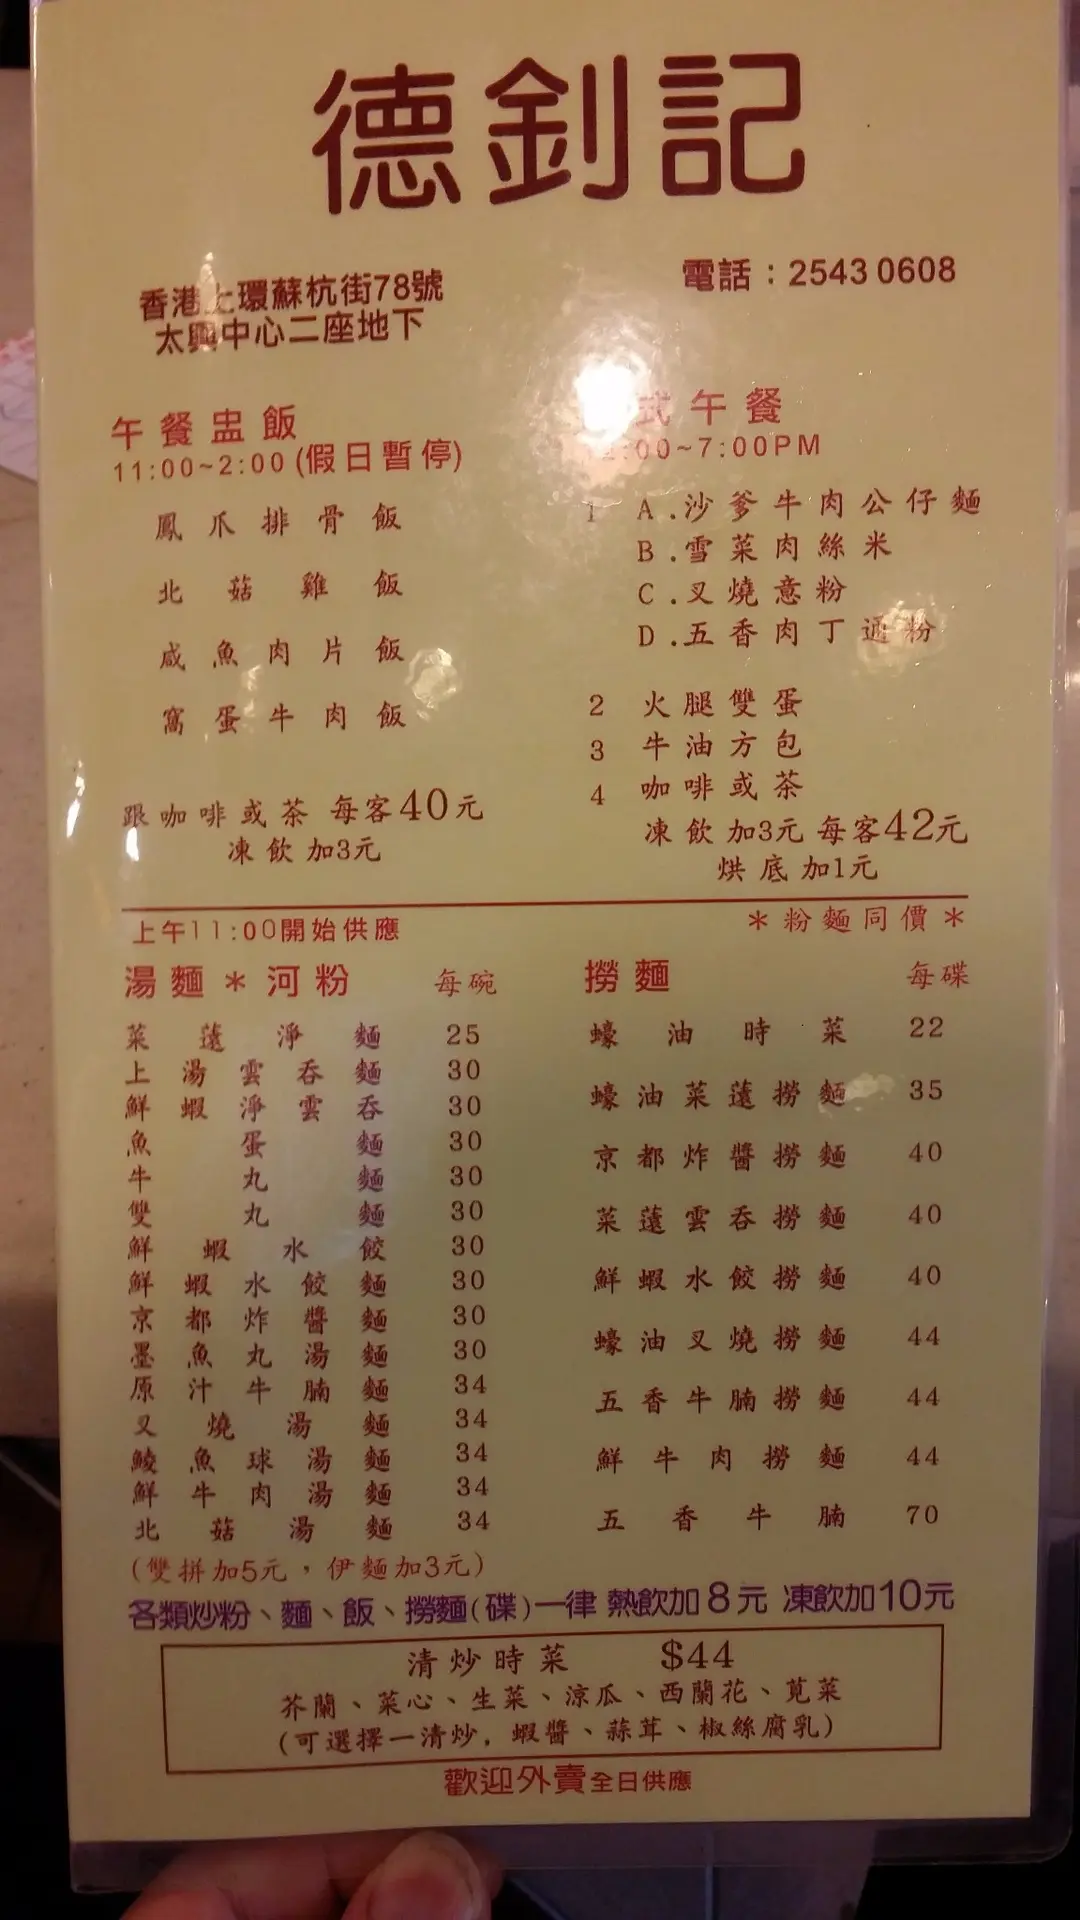 德釗記
香港上環蘇杭街78號
太興中心二座地下
電話：2543 0608
午餐盅飯
11:00~2:00 (假日暫停)
鳳爪排骨飯
北菇雞飯
咸魚肉片飯
窩蛋牛肉飯
跟咖啡或茶 每客40元
凍飲加3元
式午餐
:00~7:00PM
1 A.沙爹牛肉公仔麵
B.雪菜肉絲米
C.叉燒意粉
D.五香肉丁通粉
2 火腿雙蛋
3 牛油方包
4 咖啡或茶
凍飲加3元 每客42元
烘底加1元
上午11:00開始供應
＊粉麵同價＊
湯麵＊河粉 每碗
菜薳淨麵 25
上湯雲吞麵 30
鮮蝦淨雲吞 30
魚蛋麵 30
牛丸麵 30
雙丸麵 30
鮮蝦水餃 30
鮮蝦水餃麵 30
京都炸醬麵 30
墨魚丸湯麵 30
原汁牛腩麵 34
叉燒湯麵 34
鯪魚球湯麵 34
鮮牛肉湯麵 34
北菇湯麵 34
(雙拼加5元，伊麵加3元)
撈麵 每碟
蠔油時菜 22
蠔油菜薳撈麵 35
京都炸醬撈麵 40
菜薳雲吞撈麵 40
鮮蝦水餃撈麵 40
蠔油叉燒撈麵 44
五香牛腩撈麵 44
鮮牛肉撈麵 44
五香牛腩 70
各類炒粉、麵、飯、撈麵(碟)一律 熱飲加8元 凍飲加10元
清炒時菜 $44
芥蘭、菜心、生菜、涼瓜、西蘭花、莧菜
(可選擇一清炒, 蝦醬、蒜茸、椒絲腐乳)
歡迎外賣全日供應